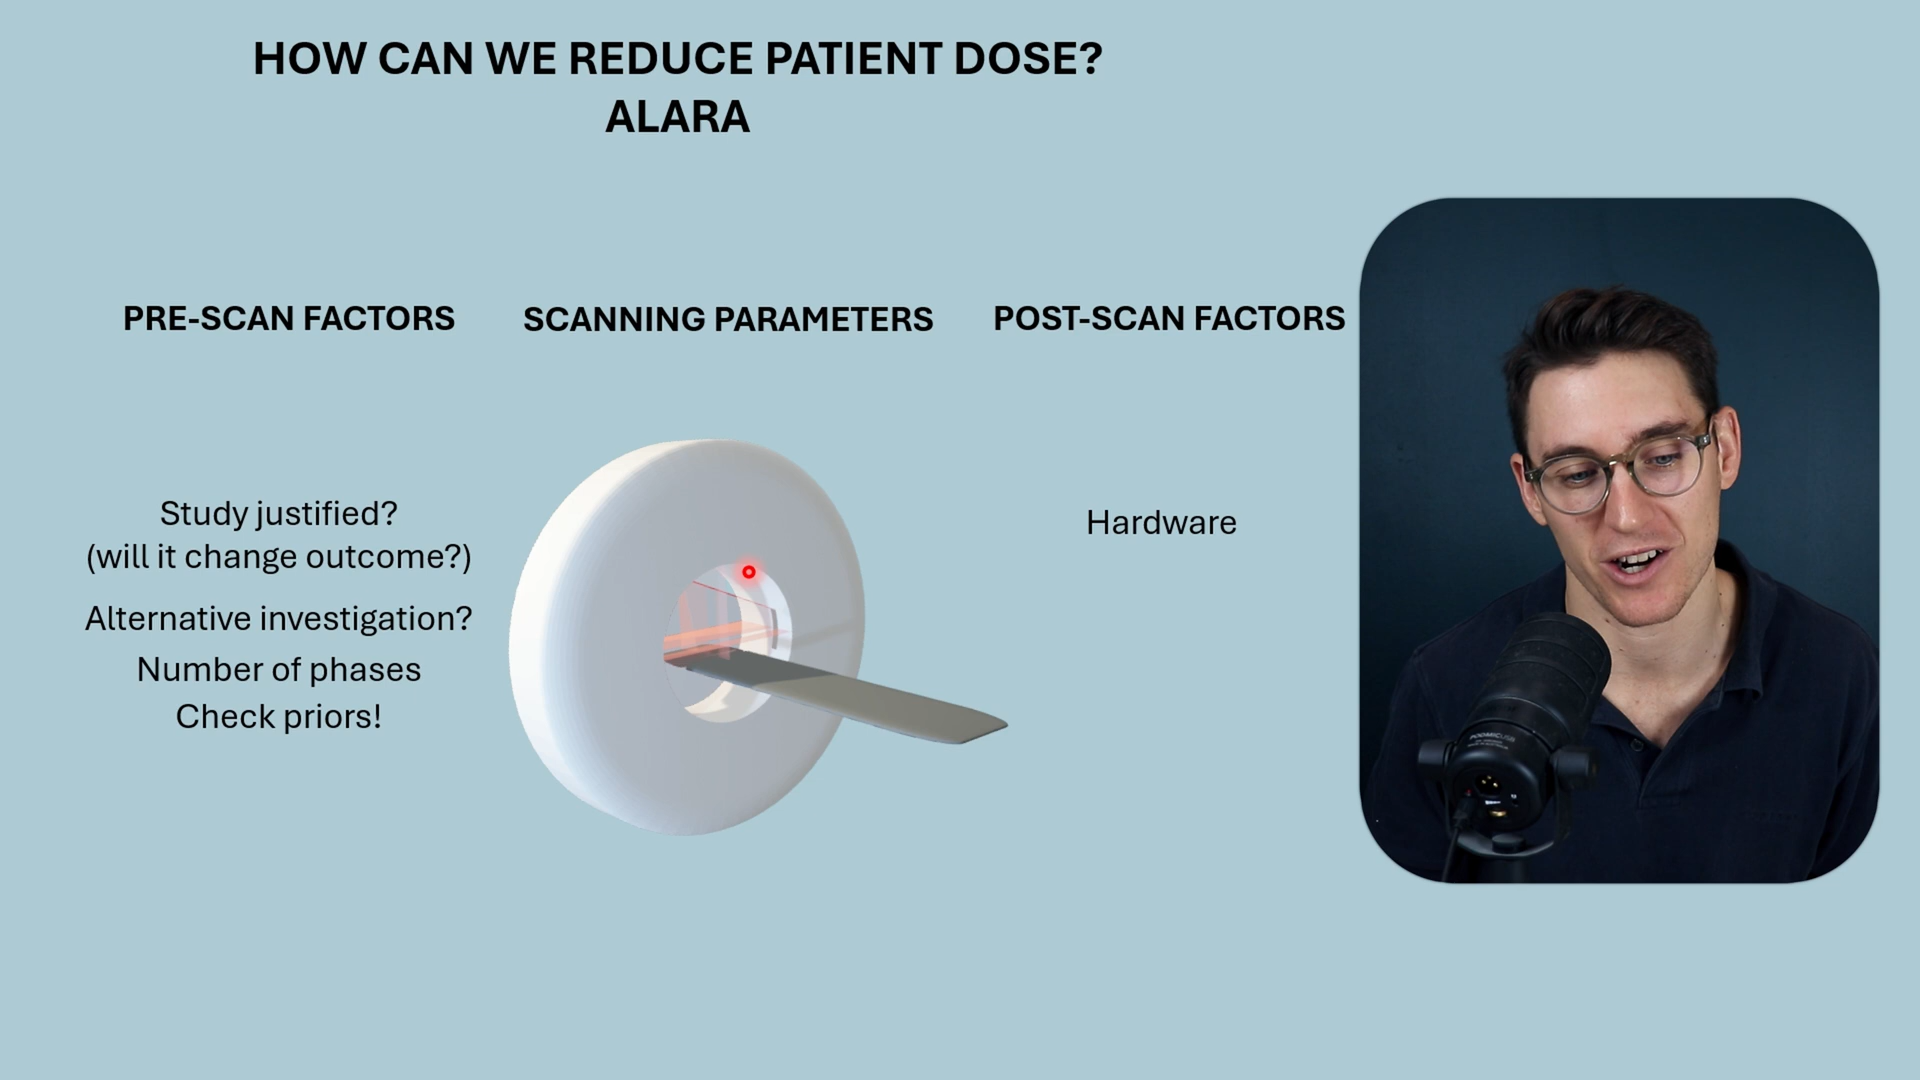 HOW CAN WE REDUCE PATIENT DOSE?
ALARA
PRE-SCAN FACTORS
SCANNING PARAMETERS
POST-SCAN FACTORS
Study justified?
(will it change outcome?)
Alternative investigation?
Number of phases
Check priors!
Hardware